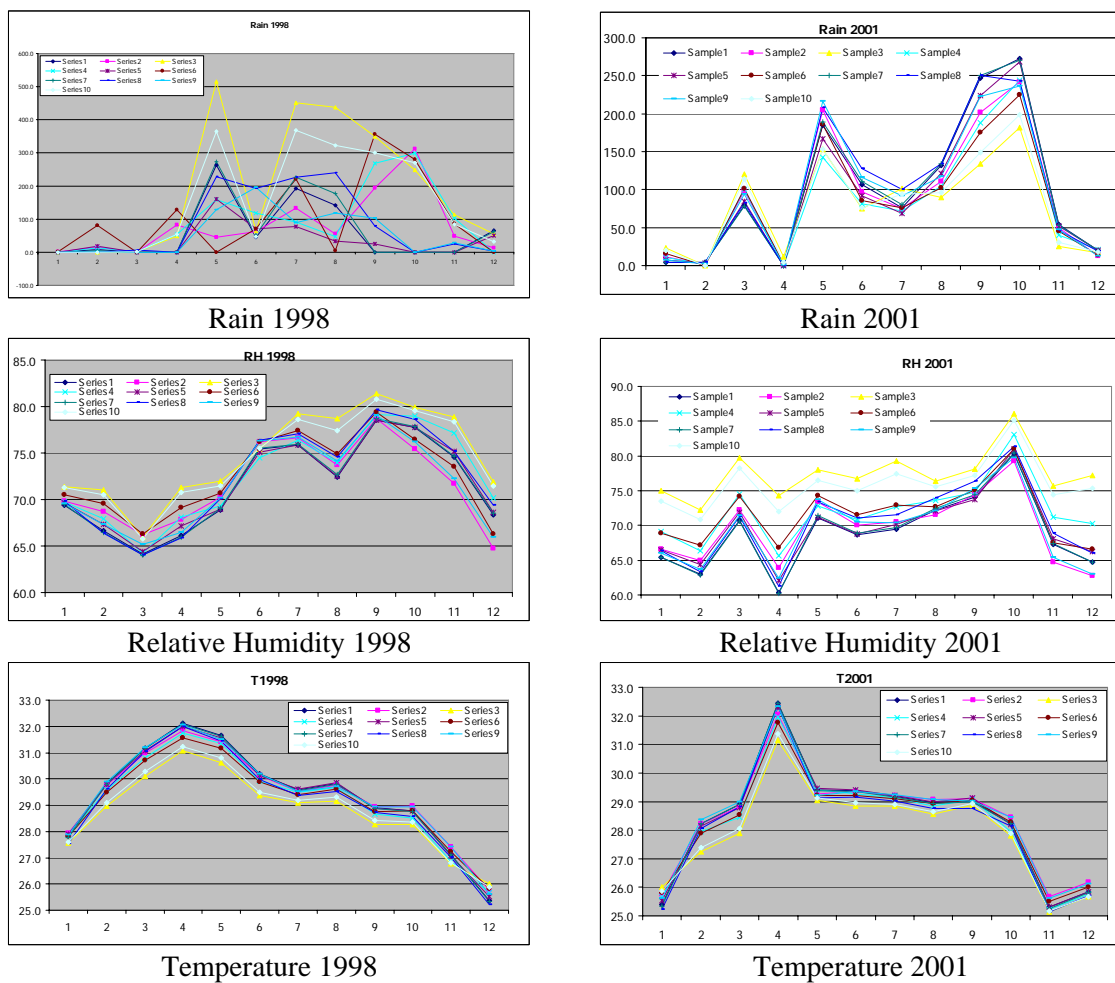 Rain 1998
Series1 Series2 Series3
Series4 Series5 Series6
Series7 Series8 Series9
Series10
600.0
500.0
400.0
300.0
200.0
100.0
0.0
-100.0
1 2 3 4 5 6 7 8 9 10 11 12
Rain 1998
Rain 2001
Sample1 Sample2 Sample3 Sample4
Sample5 Sample6 Sample7 Sample8
Sample9 Sample10
300.0
250.0
200.0
150.0
100.0
50.0
0.0
1 2 3 4 5 6 7 8 9 10 11 12
Rain 2001
RH 1998
Series1 Series2 Series3
Series4 Series5 Series6
Series7 Series8 Series9
Series10
85.0
80.0
75.0
70.0
65.0
60.0
1 2 3 4 5 6 7 8 9 10 11 12
Relative Humidity 1998
RH 2001
Sample1 Sample2 Sample3
Sample4 Sample5 Sample6
Sample7 Sample8 Sample9
Sample10
90.0
85.0
80.0
75.0
70.0
65.0
60.0
1 2 3 4 5 6 7 8 9 10 11 12
Relative Humidity 2001
T1998
Series1 Series2 Series3
Series4 Series5 Series6
Series7 Series8 Series9
Series10
33.0
32.0
31.0
30.0
29.0
28.0
27.0
26.0
25.0
1 2 3 4 5 6 7 8 9 10 11 12
Temperature 1998
T2001
Series1 Series2 Series3
Series4 Series5 Series6
Series7 Series8 Series9
Series10
33.0
32.0
31.0
30.0
29.0
28.0
27.0
26.0
25.0
1 2 3 4 5 6 7 8 9 10 11 12
Temperature 2001